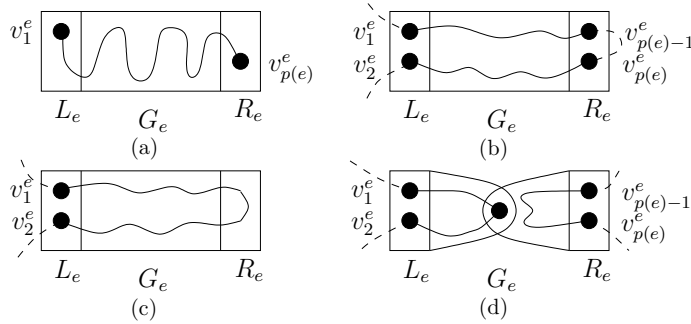 v_1^e
v_{p(e)}^e
L_e
G_e
R_e
(a)
v_1^e
v_2^e
v_{p(e)-1}^e
v_{p(e)}^e
L_e
G_e
R_e
(b)
v_1^e
v_2^e
L_e
G_e
R_e
(c)
v_1^e
v_2^e
v_{p(e)-1}^e
v_{p(e)}^e
L_e
G_e
R_e
(d)